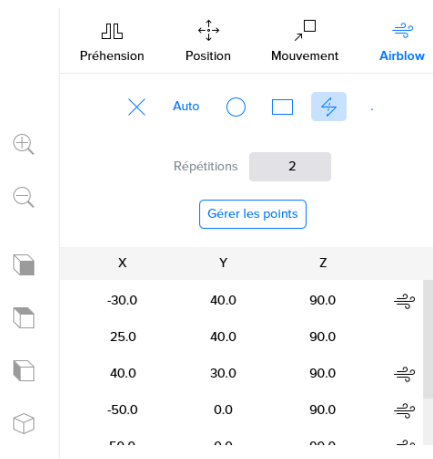 Préhension Position Mouvement Airblow
Auto
Répétitions 2
Gérer les points
X Y Z
-30.0 40.0 90.0
25.0 40.0 90.0
40.0 30.0 90.0
-50.0 0.0 90.0